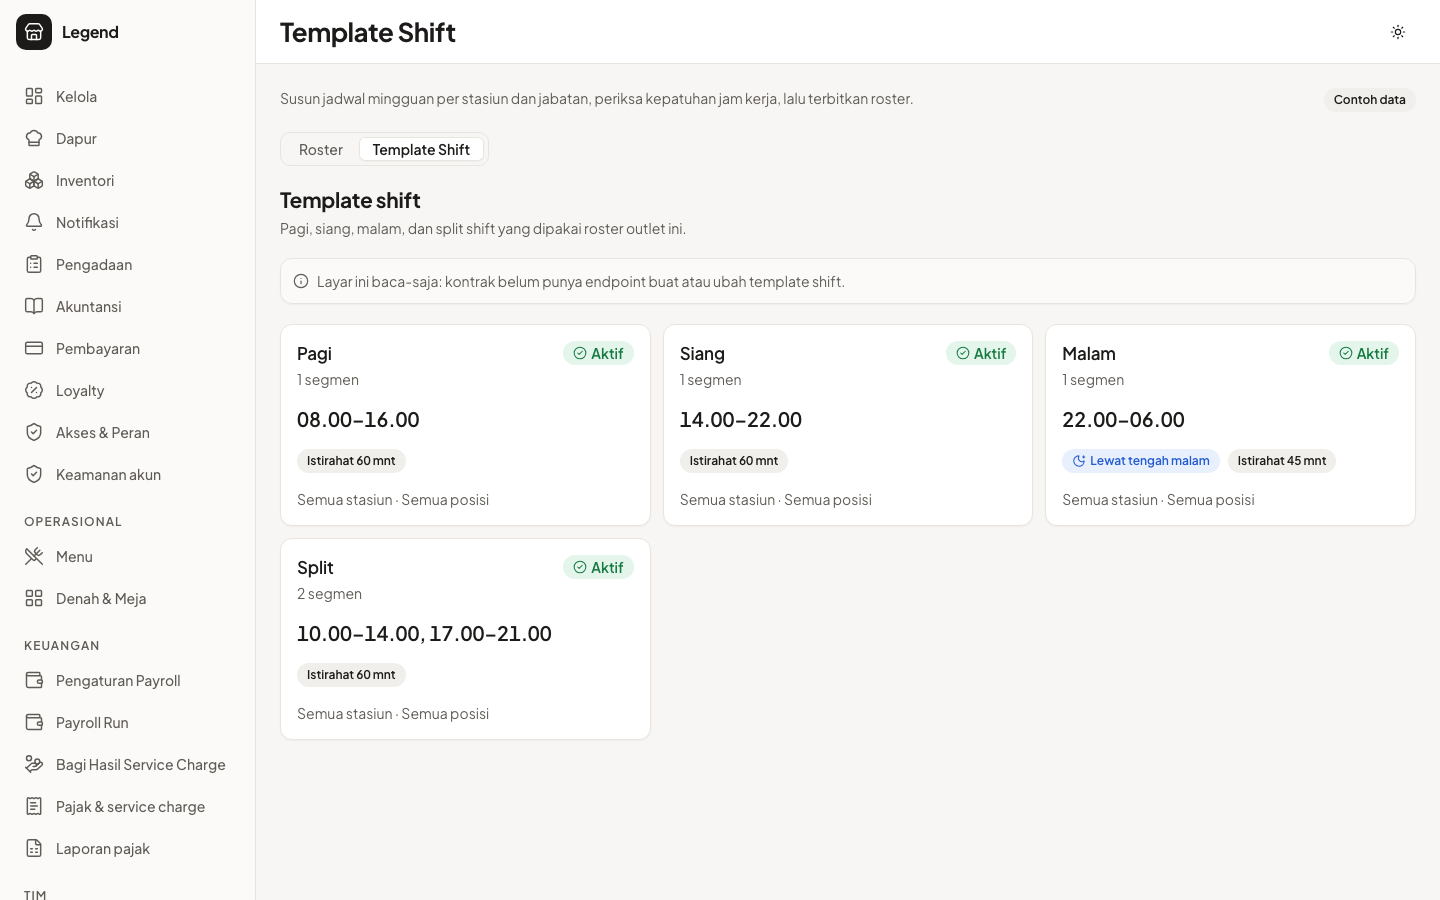 Legend
Template Shift
Kelola
Dapur
Inventori
Notifikasi
Pengadaan
Akuntansi
Pembayaran
Loyalty
Akses & Peran
Keamanan akun
OPERASIONAL
Menu
Denah & Meja
KEUANGAN
Pengaturan Payroll
Payroll Run
Bagi Hasil Service Charge
Pajak & service charge
Laporan pajak
TIM
Susun jadwal mingguan per stasiun dan jabatan, periksa kepatuhan jam kerja, lalu terbitkan roster.
Contoh data
Roster
Template Shift
Template shift
Pagi, siang, malam, dan split shift yang dipakai roster outlet ini.
Layar ini baca-saja: kontrak belum punya endpoint buat atau ubah template shift.
Pagi
Aktif
1 segmen
08.00–16.00
Istirahat 60 mnt
Semua stasiun · Semua posisi
Siang
Aktif
1 segmen
14.00–22.00
Istirahat 60 mnt
Semua stasiun · Semua posisi
Malam
Aktif
1 segmen
22.00–06.00
Lewat tengah malam
Istirahat 45 mnt
Semua stasiun · Semua posisi
Split
Aktif
2 segmen
10.00–14.00, 17.00–21.00
Istirahat 60 mnt
Semua stasiun · Semua posisi